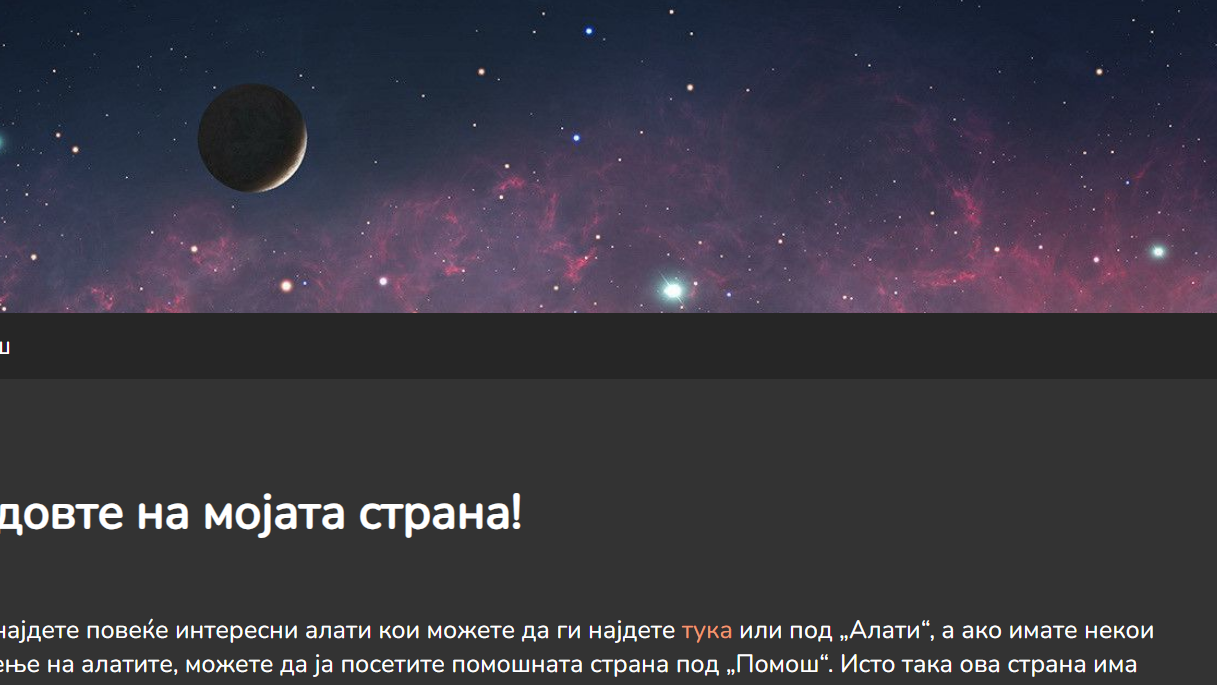 ш
довте на мојата страна!
најдете повеќе интересни алати кои можете да ги најдете тука или под „Алати“, а ако имате некои
ење на алатите, можете да ја посетите помошната страна под „Помош“. Исто така ова страна има